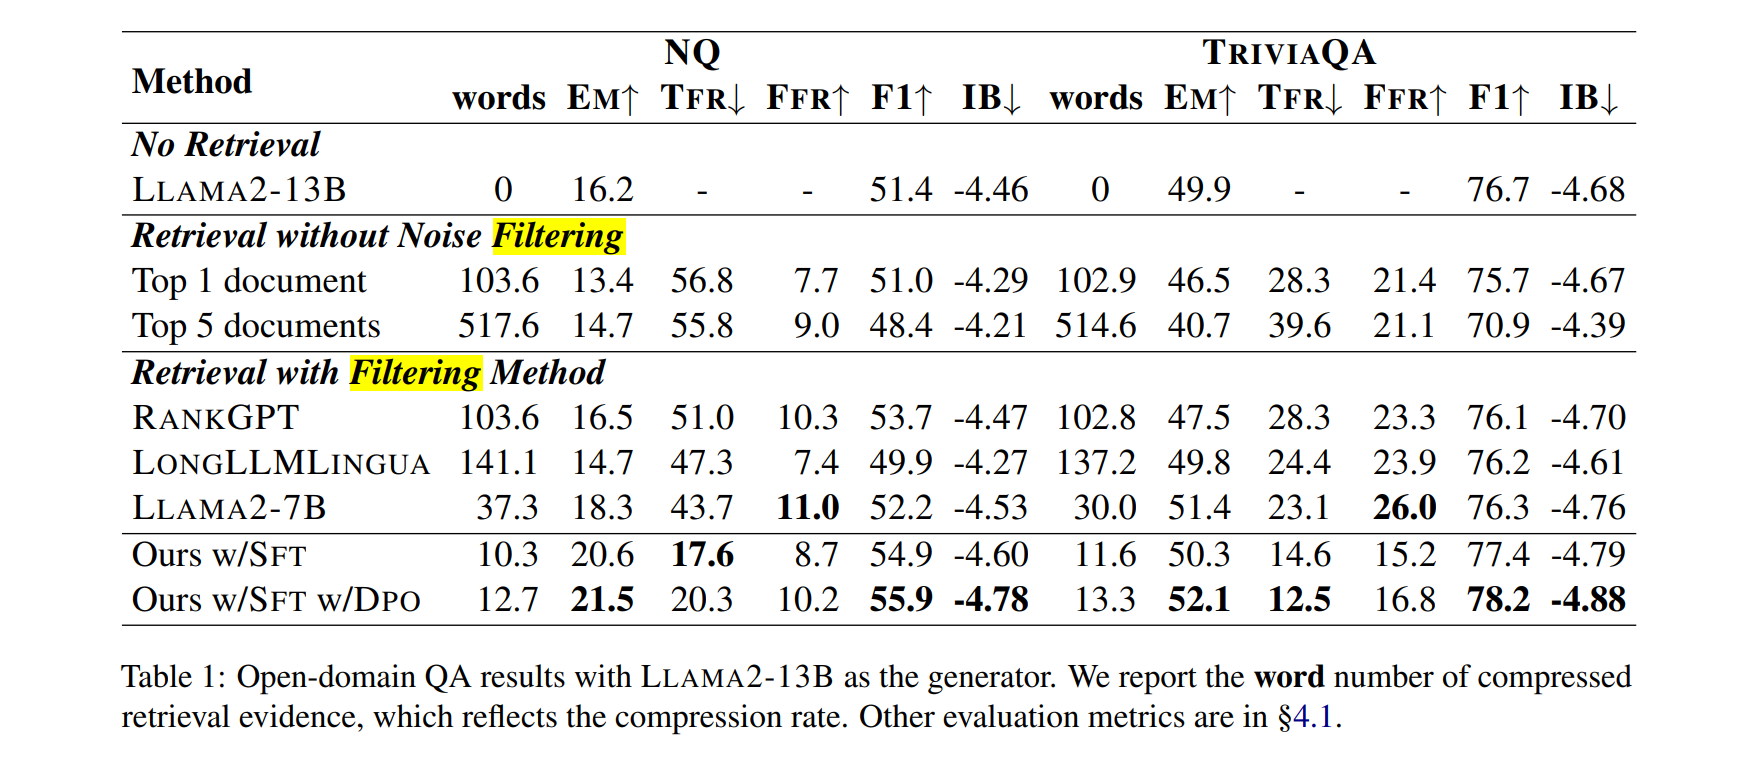 NQ TRIVIAQA
Method words EM↑ TFR↓ FFR↑ F1↑ IB↓ words EM↑ TFR↓ FFR↑ F1↑ IB↓
No Retrieval
LLAMA2-13B 0 16.2 - - 51.4 -4.46 0 49.9 - - 76.7 -4.68
Retrieval without Noise Filtering
Top 1 document 103.6 13.4 56.8 7.7 51.0 -4.29 102.9 46.5 28.3 21.4 75.7 -4.67
Top 5 documents 517.6 14.7 55.8 9.0 48.4 -4.21 514.6 40.7 39.6 21.1 70.9 -4.39
Retrieval with Filtering Method
RANKGPT 103.6 16.5 51.0 10.3 53.7 -4.47 102.8 47.5 28.3 23.3 76.1 -4.70
LONGLLMLINGUA 141.1 14.7 47.3 7.4 49.9 -4.27 137.2 49.8 24.4 23.9 76.2 -4.61
LLAMA2-7B 37.3 18.3 43.7 11.0 52.2 -4.53 30.0 51.4 23.1 26.0 76.3 -4.76
Ours w/SFT 10.3 20.6 17.6 8.7 54.9 -4.60 11.6 50.3 14.6 15.2 77.4 -4.79
Ours w/SFT w/DPO 12.7 21.5 20.3 10.2 55.9 -4.78 13.3 52.1 12.5 16.8 78.2 -4.88
Table 1: Open-domain QA results with LLAMA2-13B as the generator. We report the word number of compressed
retrieval evidence, which reflects the compression rate. Other evaluation metrics are in §4.1.